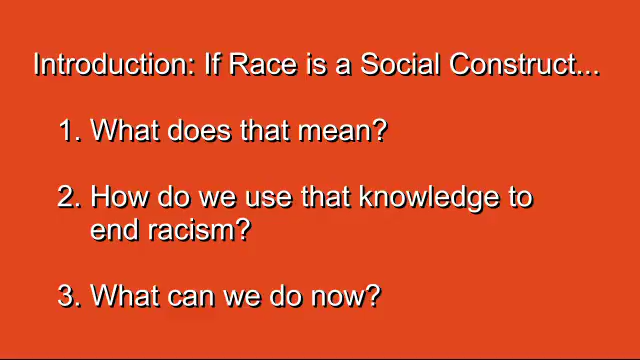 Introduction: If Race is a Social Construct...
1. What does that mean?
2. How do we use that knowledge to
end racism?
3. What can we do now?